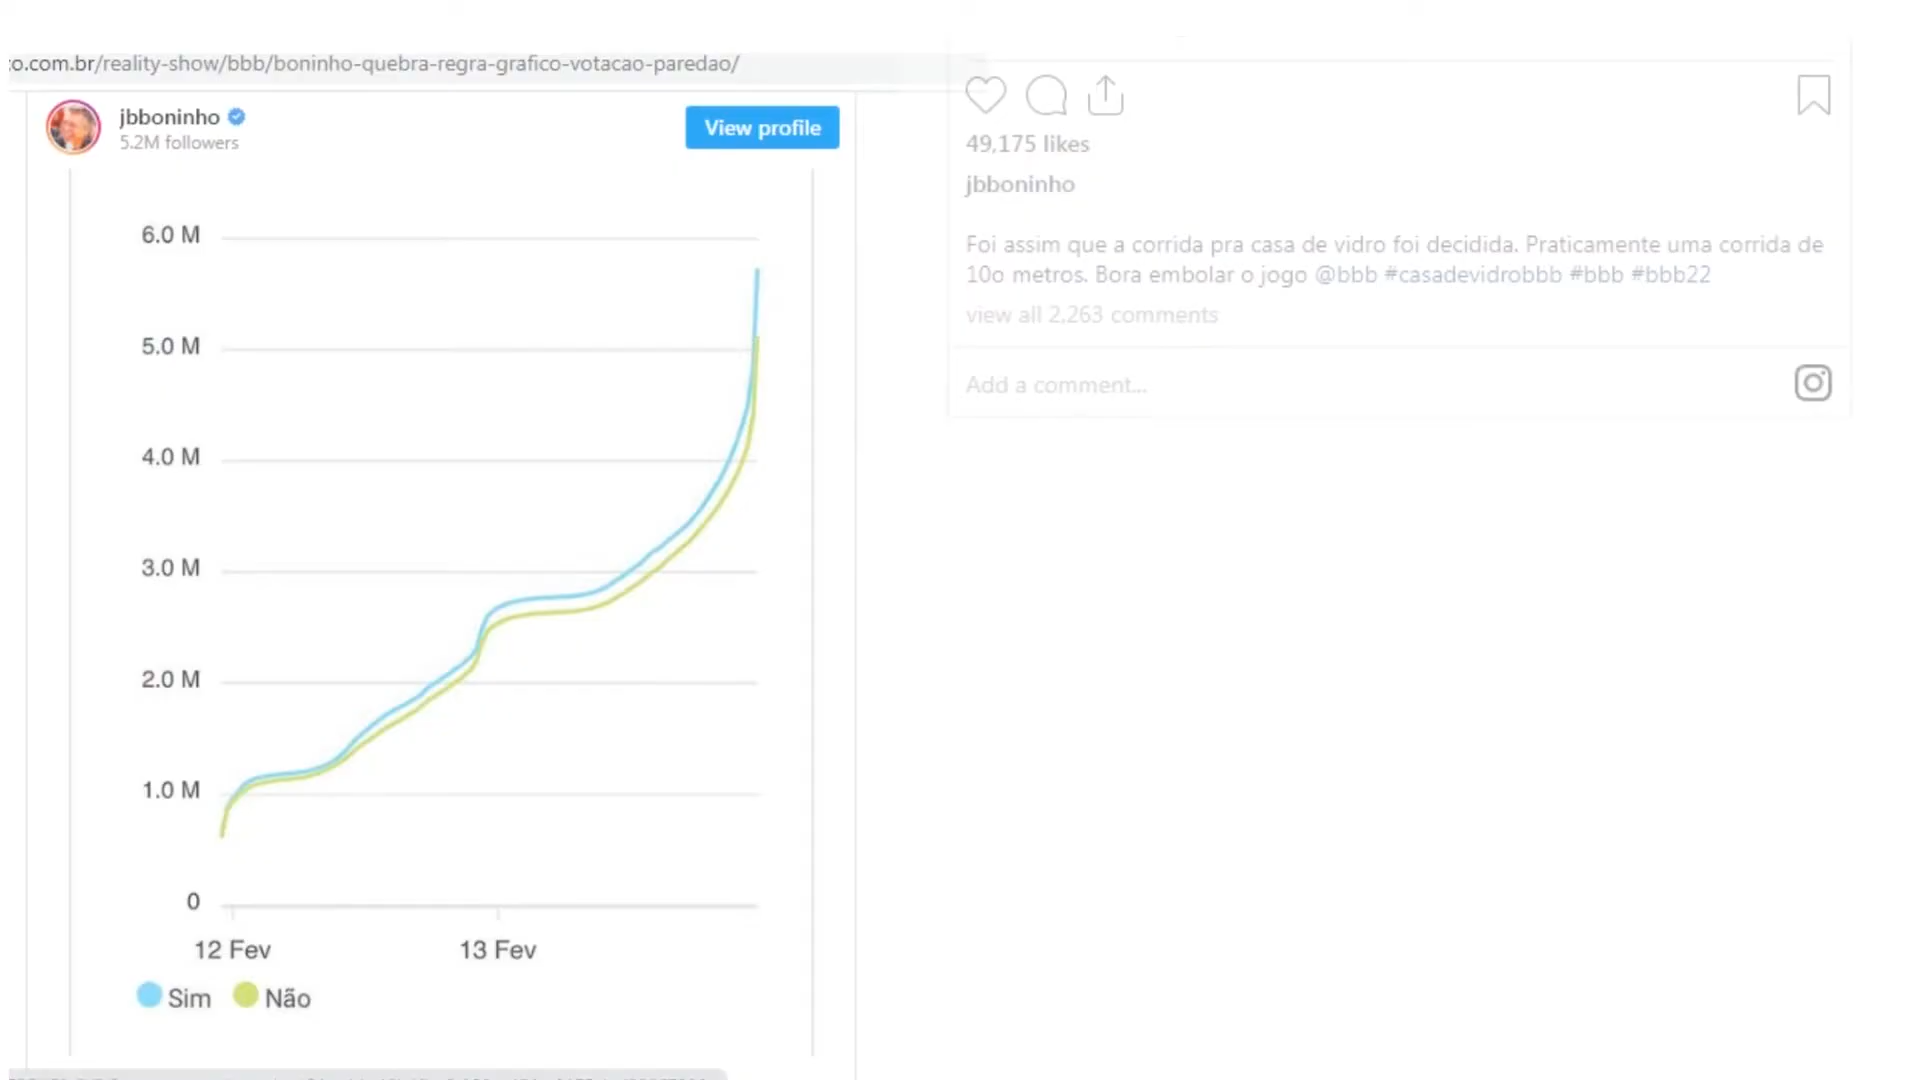 o.com.br/reality-show/bbb/boninho-quebra-regra-grafico-votacao-paredao/
jbboninho
5.2M followers
View profile
6.0 M
5.0 M
4.0 M
3.0 M
2.0 M
1.0 M
0
12 Fev
13 Fev
Sim
Não
49,175 likes
jbboninho
Foi assim que a corrida pra casa de vidro foi decidida. Praticamente uma corrida de
10o metros. Bora embolar o jogo @bbb #casadevidrobbb #bbb #bbb22
view all 2,263 comments
Add a comment...